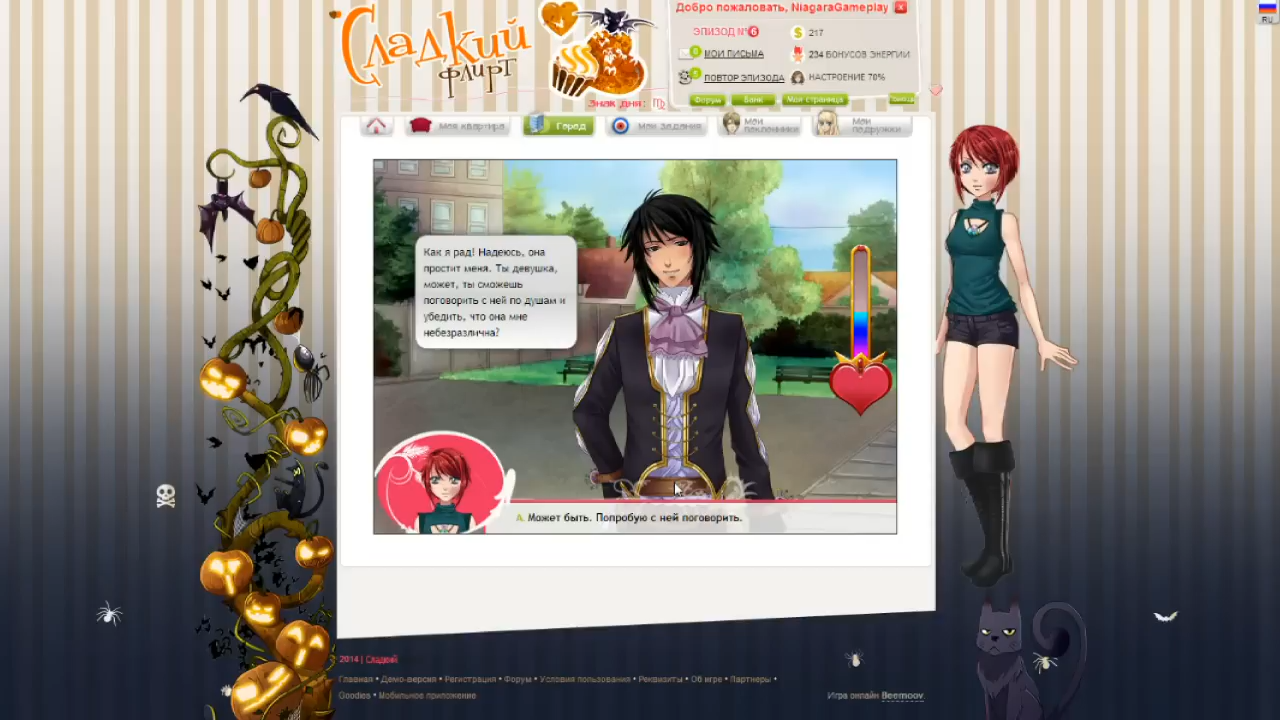 Сладкий
флирт
Знак дня:
Добро пожаловать, NiagaraGameplay
x
RU
ЭПИЗОД №6
217
МОИ ПИСЬМА
234 БОНУСОВ ЭНЕРГИИ
ПОВТОР ЭПИЗОДА
НАСТРОЕНИЕ 70%
Форум
Банк
Моя страница
Моя квартира
Город
Мои задания
Мои поклонники
Мои подружки
Как я рад! Надеюсь, она
простит меня. Ты девушка,
может, ты сможешь
поговорить с ней по душам и
убедить, что она мне
небезразлична?
A. Может быть. Попробую с ней поговорить.
2014 | Сладкий
Главная • Демо-версия • Регистрация • Форум • Условия пользования • Реквизиты • Об игре • Партнеры •
Goodies • Мобильное приложение
Игра онлайн Beemoov.